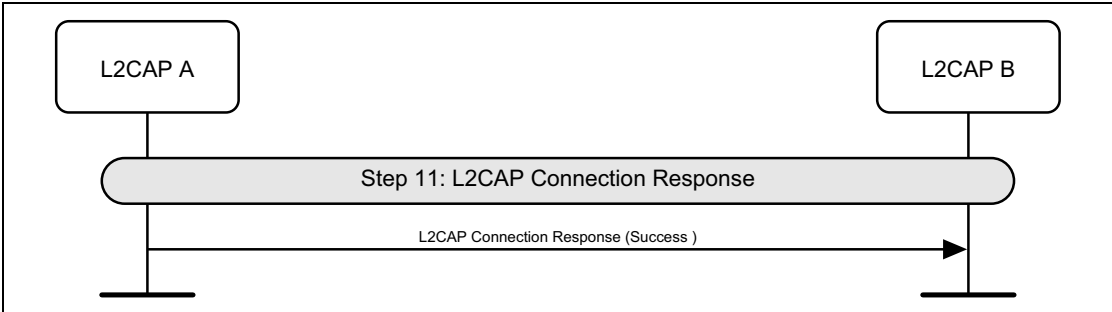 L2CAP A
L2CAP B
Step 11: L2CAP Connection Response
L2CAP Connection Response (Success )